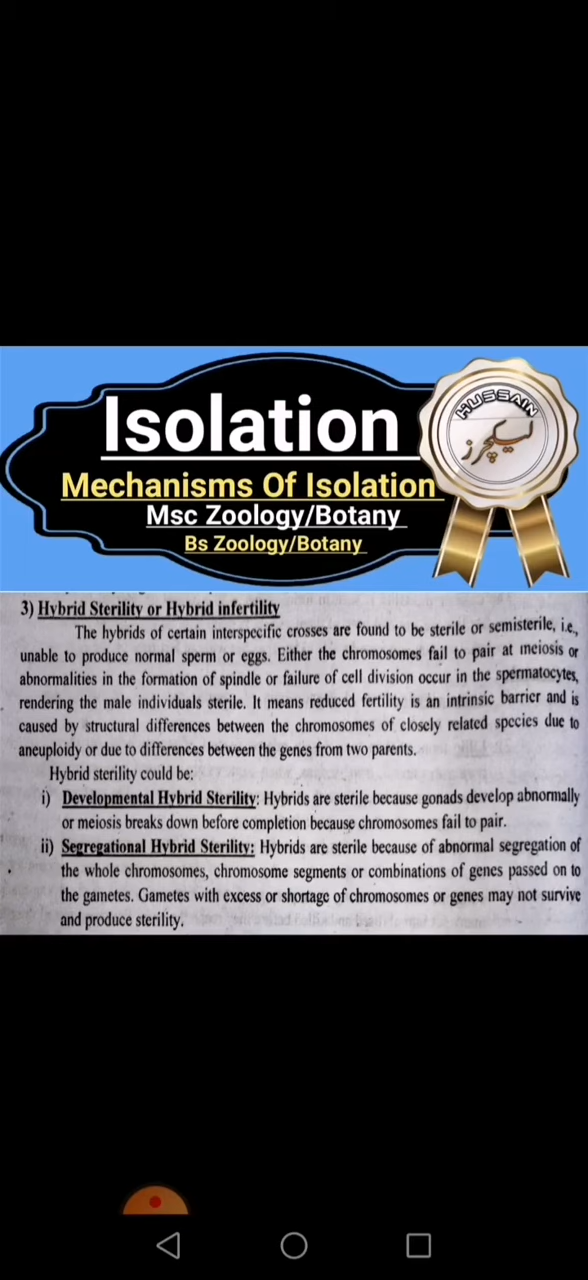 Isolation
Mechanisms Of Isolation
Msc Zoology/Botany
Bs Zoology/Botany
HUSSAIN
لیکچرز
3) Hybrid Sterility or Hybrid infertility
The hybrids of certain interspecific crosses are found to be sterile or semisterile, i.e.,
unable to produce normal sperm or eggs. Either the chromosomes fail to pair at meiosis or
abnormalities in the formation of spindle or failure of cell division occur in the spermatocytes,
rendering the male individuals sterile. It means reduced fertility is an intrinsic barrier and is
caused by structural differences between the chromosomes of closely related species due to
aneuploidy or due to differences between the genes from two parents.
Hybrid sterility could be:
i) Developmental Hybrid Sterility: Hybrids are sterile because gonads develop abnormally
or meiosis breaks down before completion because chromosomes fail to pair.
ii) Segregational Hybrid Sterility: Hybrids are sterile because of abnormal segregation of
the whole chromosomes, chromosome segments or combinations of genes passed on to
the gametes. Gametes with excess or shortage of chromosomes or genes may not survive
and produce sterility.